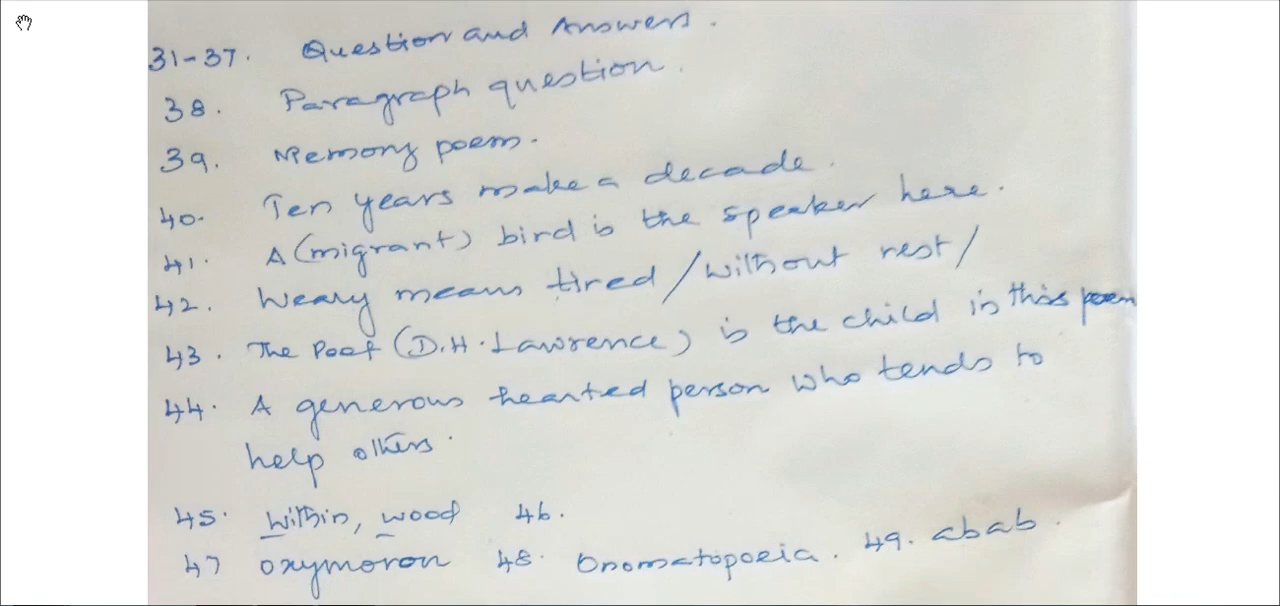 31-37. Question and Answers.
38. Paragraph question.
39. Memory poem.
40. Ten years make a decade.
41. A (migrant) bird is the speaker here.
42. Weary means tired / without rest /
43. The Poet (D.H. Lawrence) is the child in this poem
44. A generous hearted person who tends to
help others.
45. Within, wood 46.
47 oxymoron 48. Onomatopoeia. 49. abab.